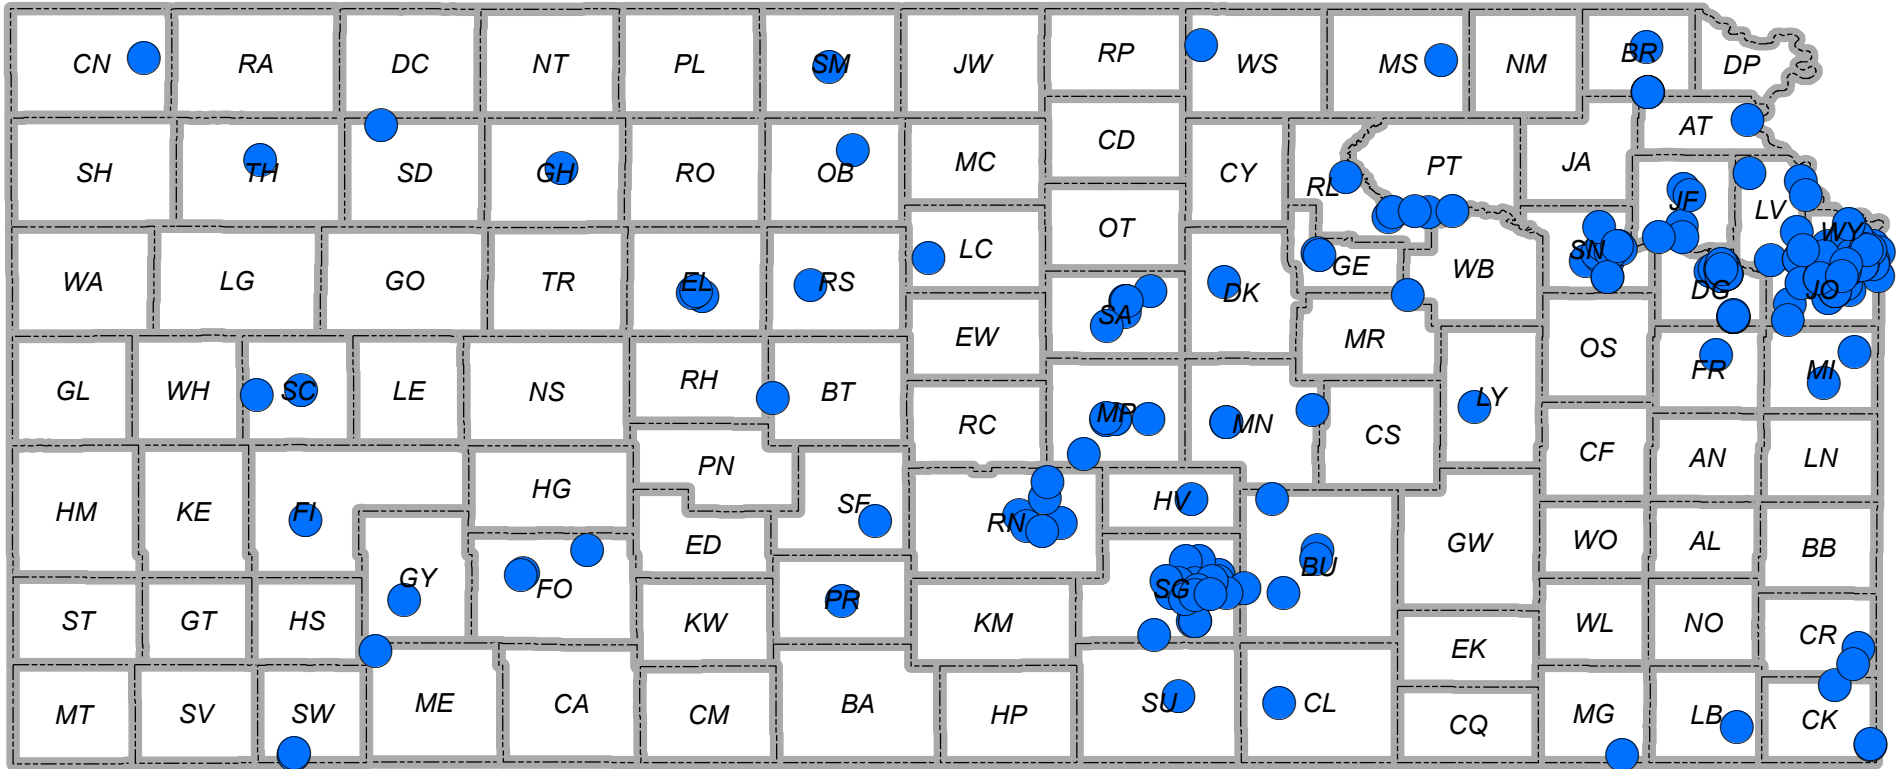 CN RA DC NT PL SM JW RP WS MS NM BR DP
SH TH SD GH RO OB MC CD CY RL PT JA AT
WA LG GO TR EL RS LC OT DK GE WB SN JF LV WY
GL WH SC LE NS RH BT EW SA MR OS DG JO
HM KE FI HG PN SF RC MP MN CS LY FR MI
ST GT HS GY FO ED PR RN HV CF AN LN
MT SV SW ME CA KW KM SG BU GW WO AL BB
CM BA HP SU CL EK WL NO CR
CQ MG LB CK